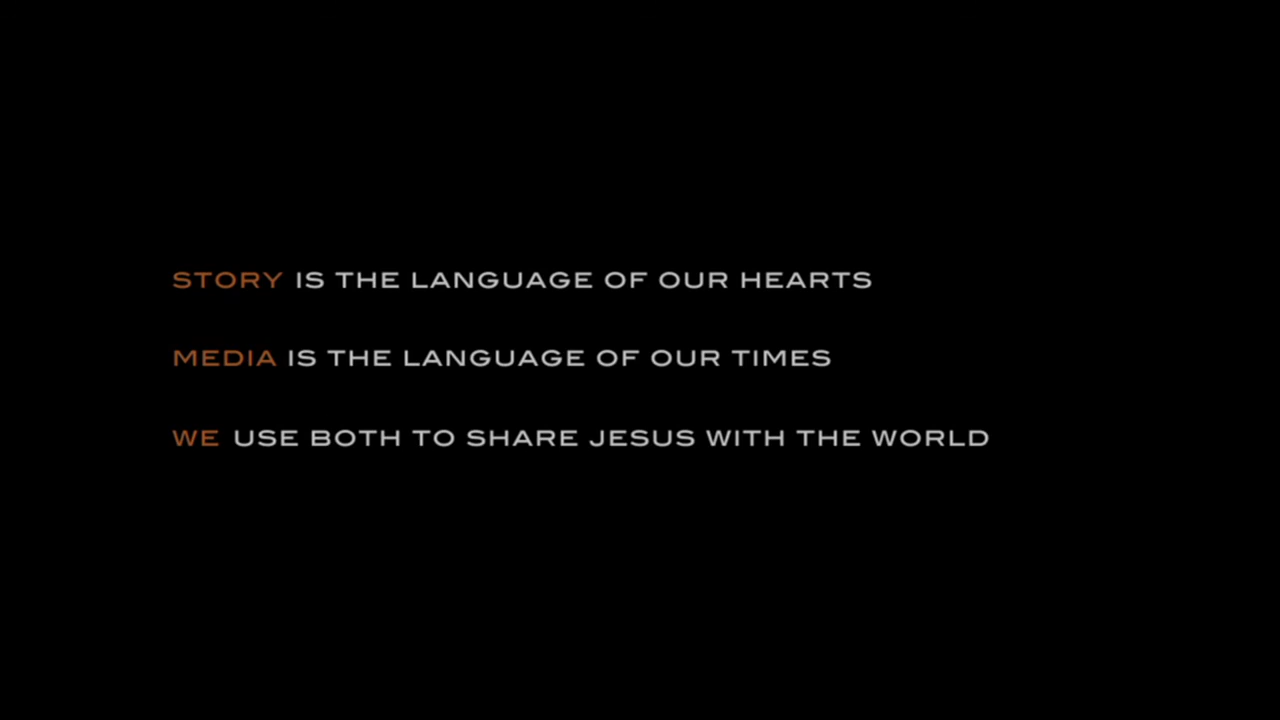 STORY IS THE LANGUAGE OF OUR HEARTS
MEDIA IS THE LANGUAGE OF OUR TIMES
WE USE BOTH TO SHARE JESUS WITH THE WORLD